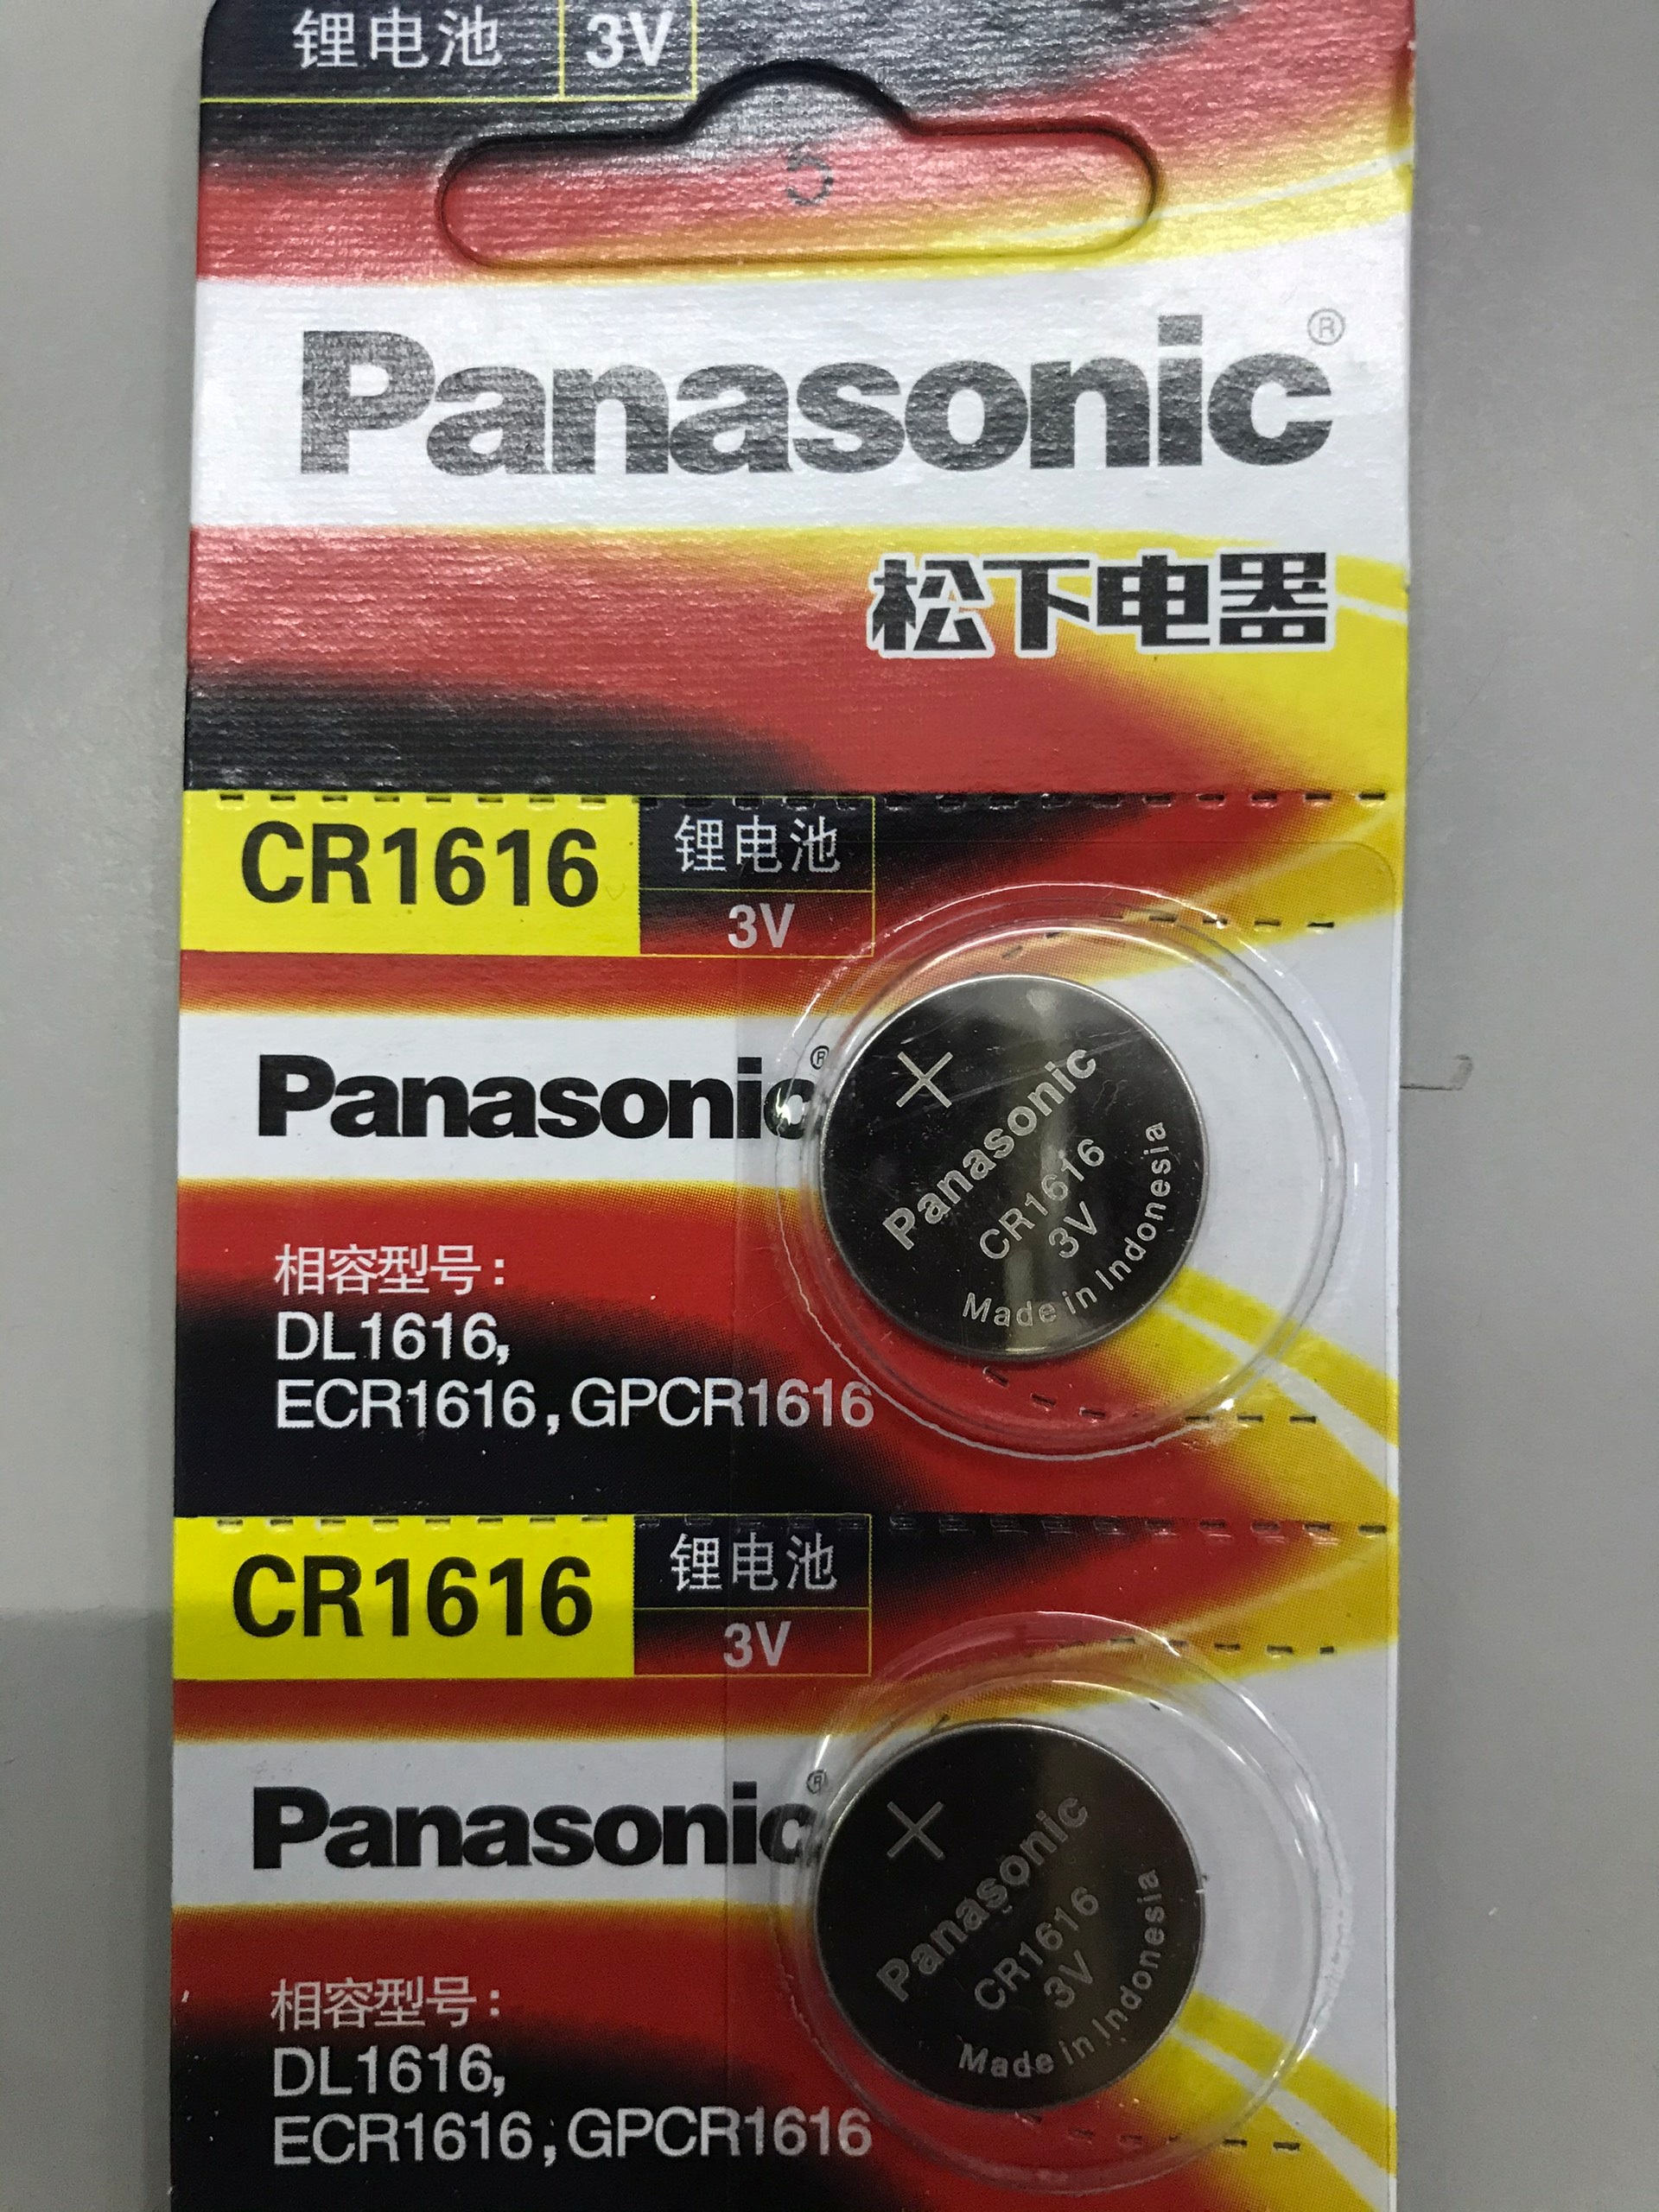 锂电池 3V
5
Panasonic®
松下电器
CR1616 锂电池
3V
Panasonic®
相容型号:
DL1616,
ECR1616,GPCR1616
+
Panasonic
CR1616
3V
Made in Indonesia
CR1616 锂电池
3V
Panasonic®
相容型号:
DL1616,
ECR1616,GPCR1616
+
Panasonic
CR1616
3V
Made in Indonesia